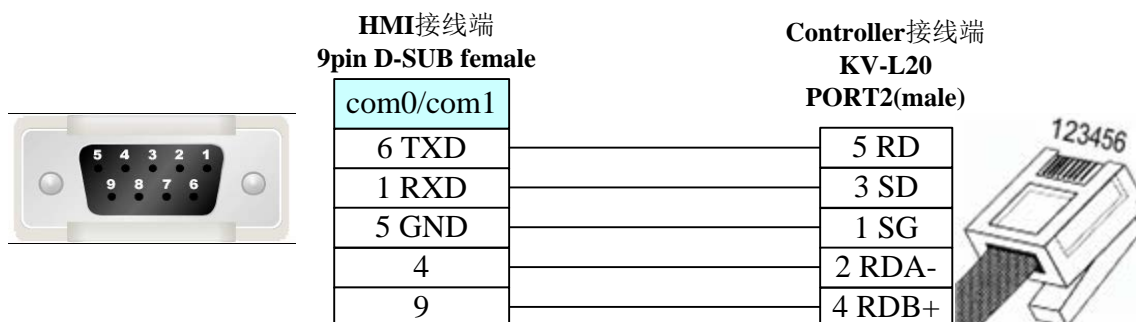 HMI接线端
9pin D-SUB female
com0/com1
6 TXD
1 RXD
5 GND
4
9
Controller接线端
KV-L20
PORT2(male)
5 RD
3 SD
1 SG
2 RDA-
4 RDB+
5 4 3 2 1
9 8 7 6
123456